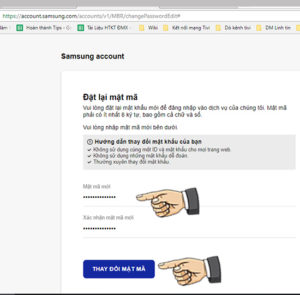 https://account.samsung.com/accounts/v1/MBR/changePasswordEdit#
Hoàn thành Tips - G
Tài Liệu HTKT ĐMX
Wiki
Kết nối mạng Tivi
Dò kênh tivi
DM Linh tin
Samsung account
Đặt lại mật mã
Vui lòng đặt lại mật khẩu mới để đăng nhập vào dịch vụ của chúng tôi. Mật mã
phải có ít nhất 8 ký tự, bao gồm cả chữ và số.
Vui lòng nhập mật mã mới bên dưới.
Hướng dẫn thay đổi mật khẩu của bạn
Không sử dụng cùng một ID và mật khẩu cho mọi trang web.
Không sử dụng những mật khẩu dễ đoán.
Thường xuyên thay đổi mật khẩu.
Mật mã mới
Xác nhận mật mã mới
THAY ĐỔI MẬT MÃ